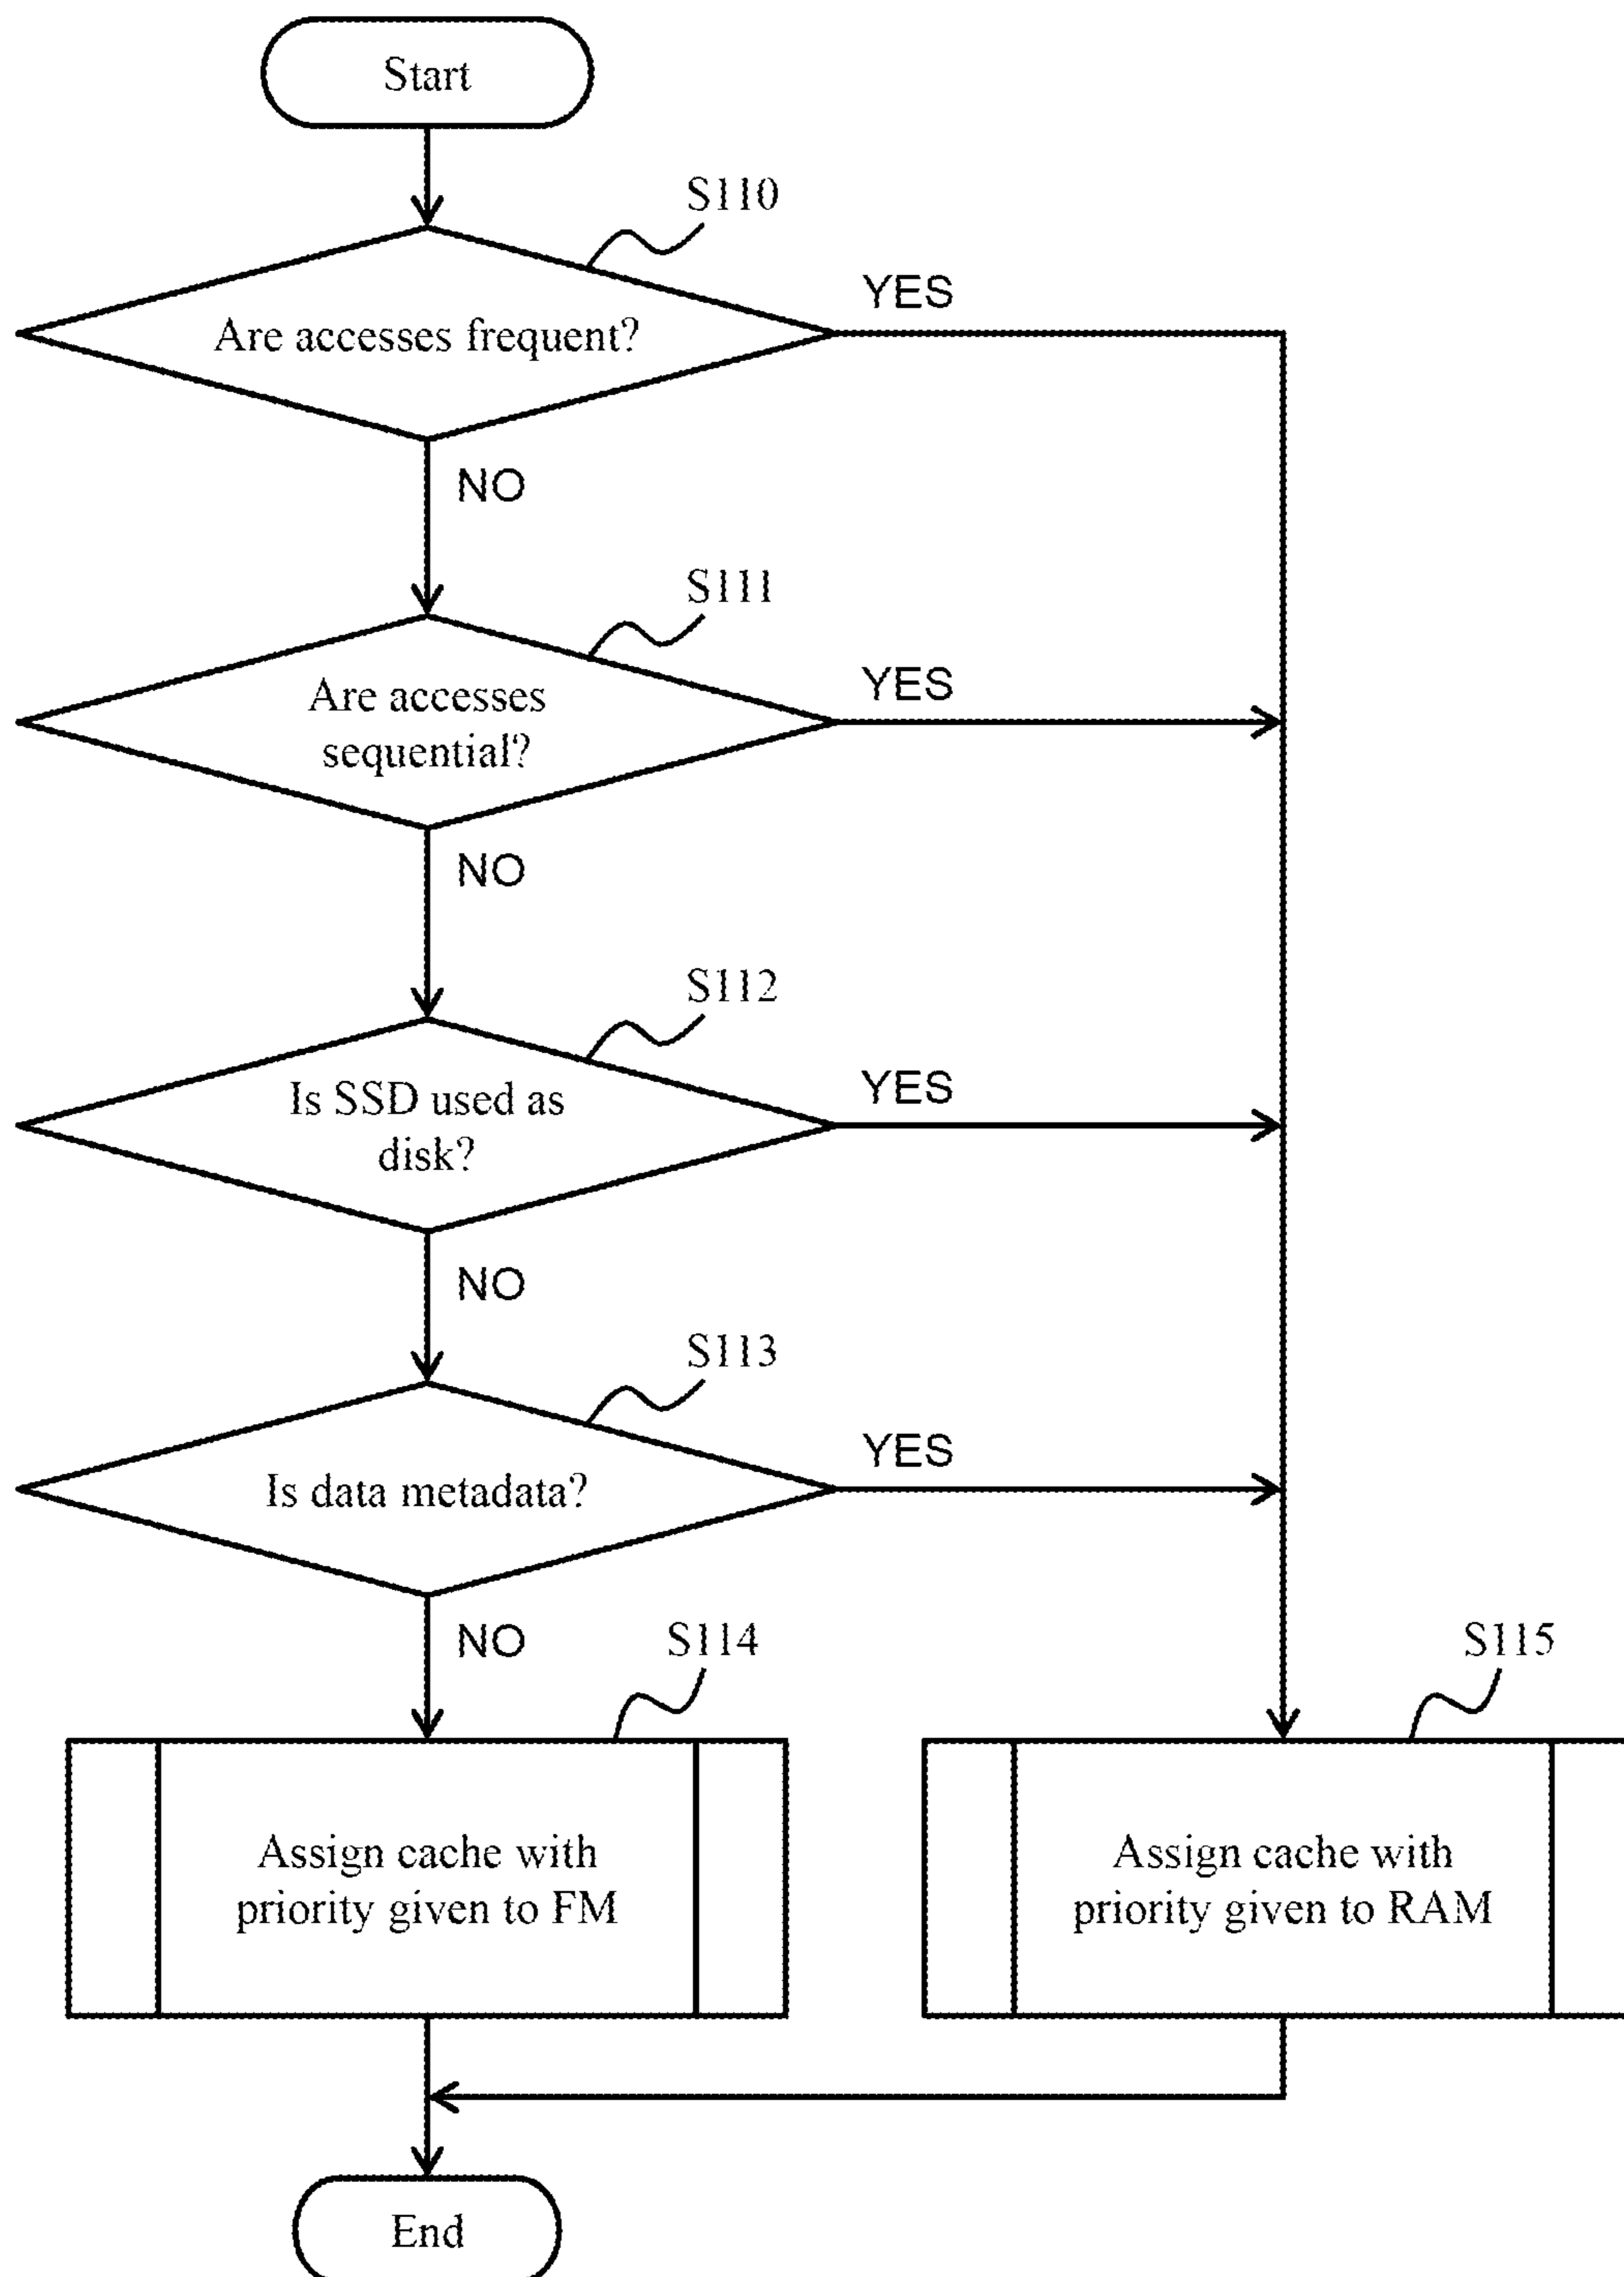 Start
S110
Are accesses frequent?
YES
NO
S111
Are accesses
sequential?
YES
NO
S112
Is SSD used as
disk?
YES
NO
S113
Is data metadata?
YES
NO
S114
S115
Assign cache with
priority given to FM
Assign cache with
priority given to RAM
End